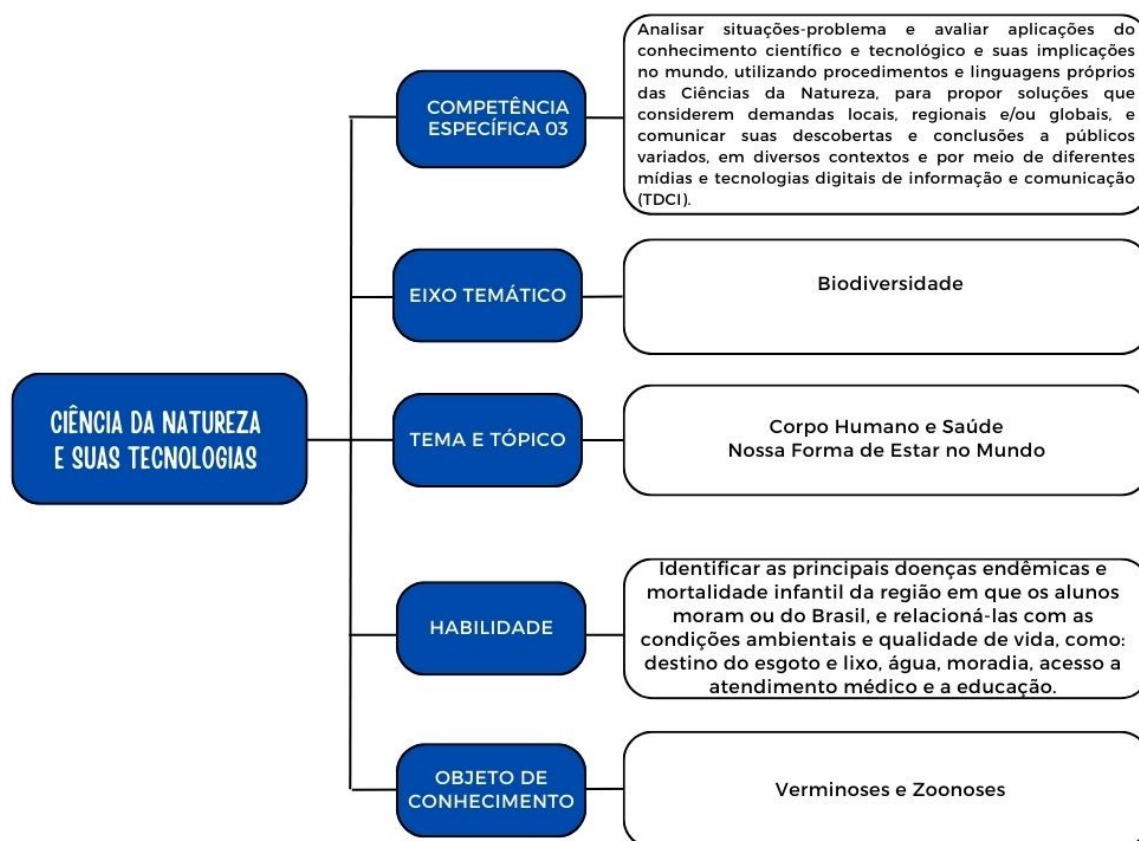 CIÊNCIA DA NATUREZA
E SUAS TECNOLOGIAS
COMPETÊNCIA
ESPECÍFICA 03
Analisar situações-problema e avaliar aplicações do
conhecimento científico e tecnológico e suas implicações
no mundo, utilizando procedimentos e linguagens próprios
das Ciências da Natureza, para propor soluções que
considerem demandas locais, regionais e/ou globais, e
comunicar suas descobertas e conclusões a públicos
variados, em diversos contextos e por meio de diferentes
mídias e tecnologias digitais de informação e comunicação
(TDCI).
EIXO TEMÁTICO
Biodiversidade
TEMA E TÓPICO
Corpo Humano e Saúde
Nossa Forma de Estar no Mundo
HABILIDADE
Identificar as principais doenças endêmicas e
mortalidade infantil da região em que os alunos
moram ou do Brasil, e relacioná-las com as
condições ambientais e qualidade de vida, como:
destino do esgoto e lixo, água, moradia, acesso a
atendimento médico e a educação.
OBJETO DE
CONHECIMENTO
Verminoses e Zoonoses